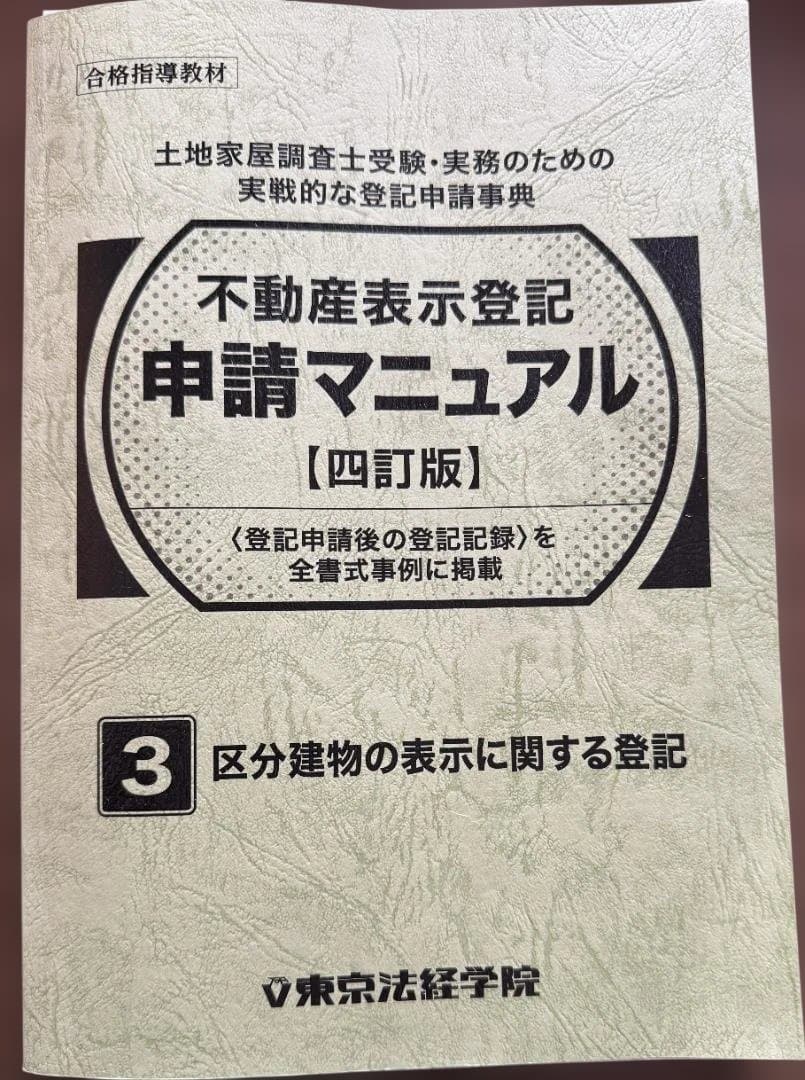 合格指導教材
土地家屋調査士受験・実務のための
実戦的な登記申請事典
不動産表示登記
申請マニュアル
【四訂版】
〈登記申請後の登記記録〉を
全書式事例に掲載
3 区分建物の表示に関する登記
東京法経学院